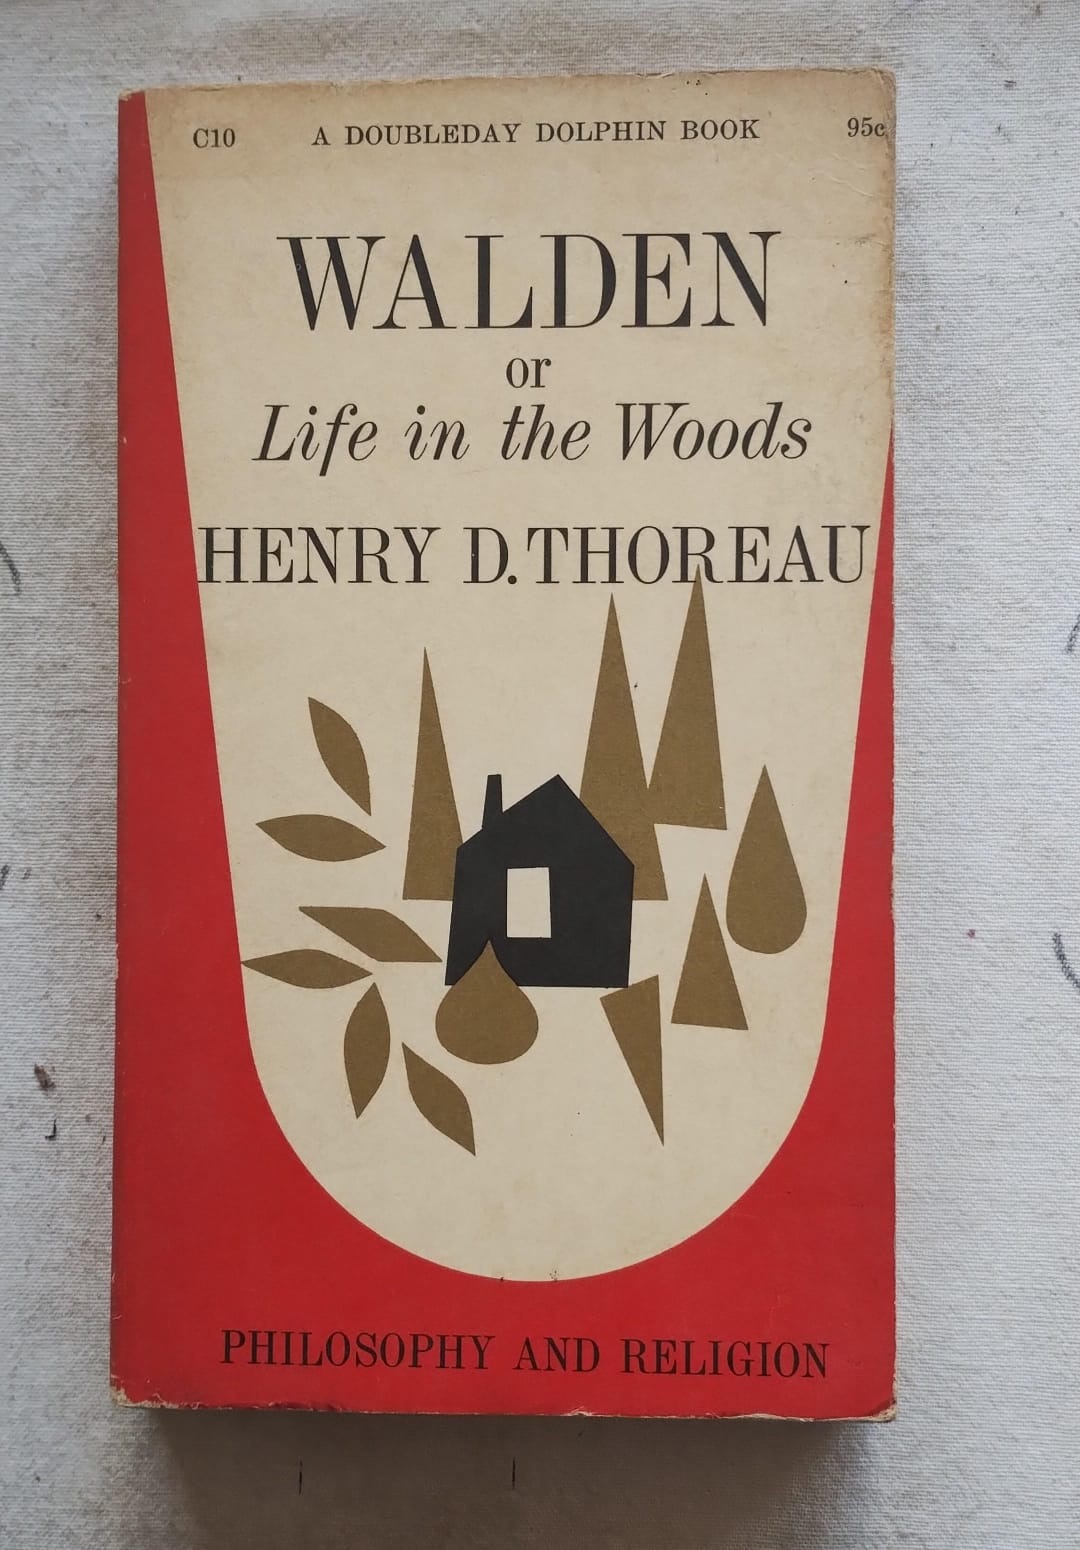 C10 A DOUBLEDAY DOLPHIN BOOK 95c
WALDEN
or
Life in the Woods
HENRY D. THOREAU
PHILOSOPHY AND RELIGION